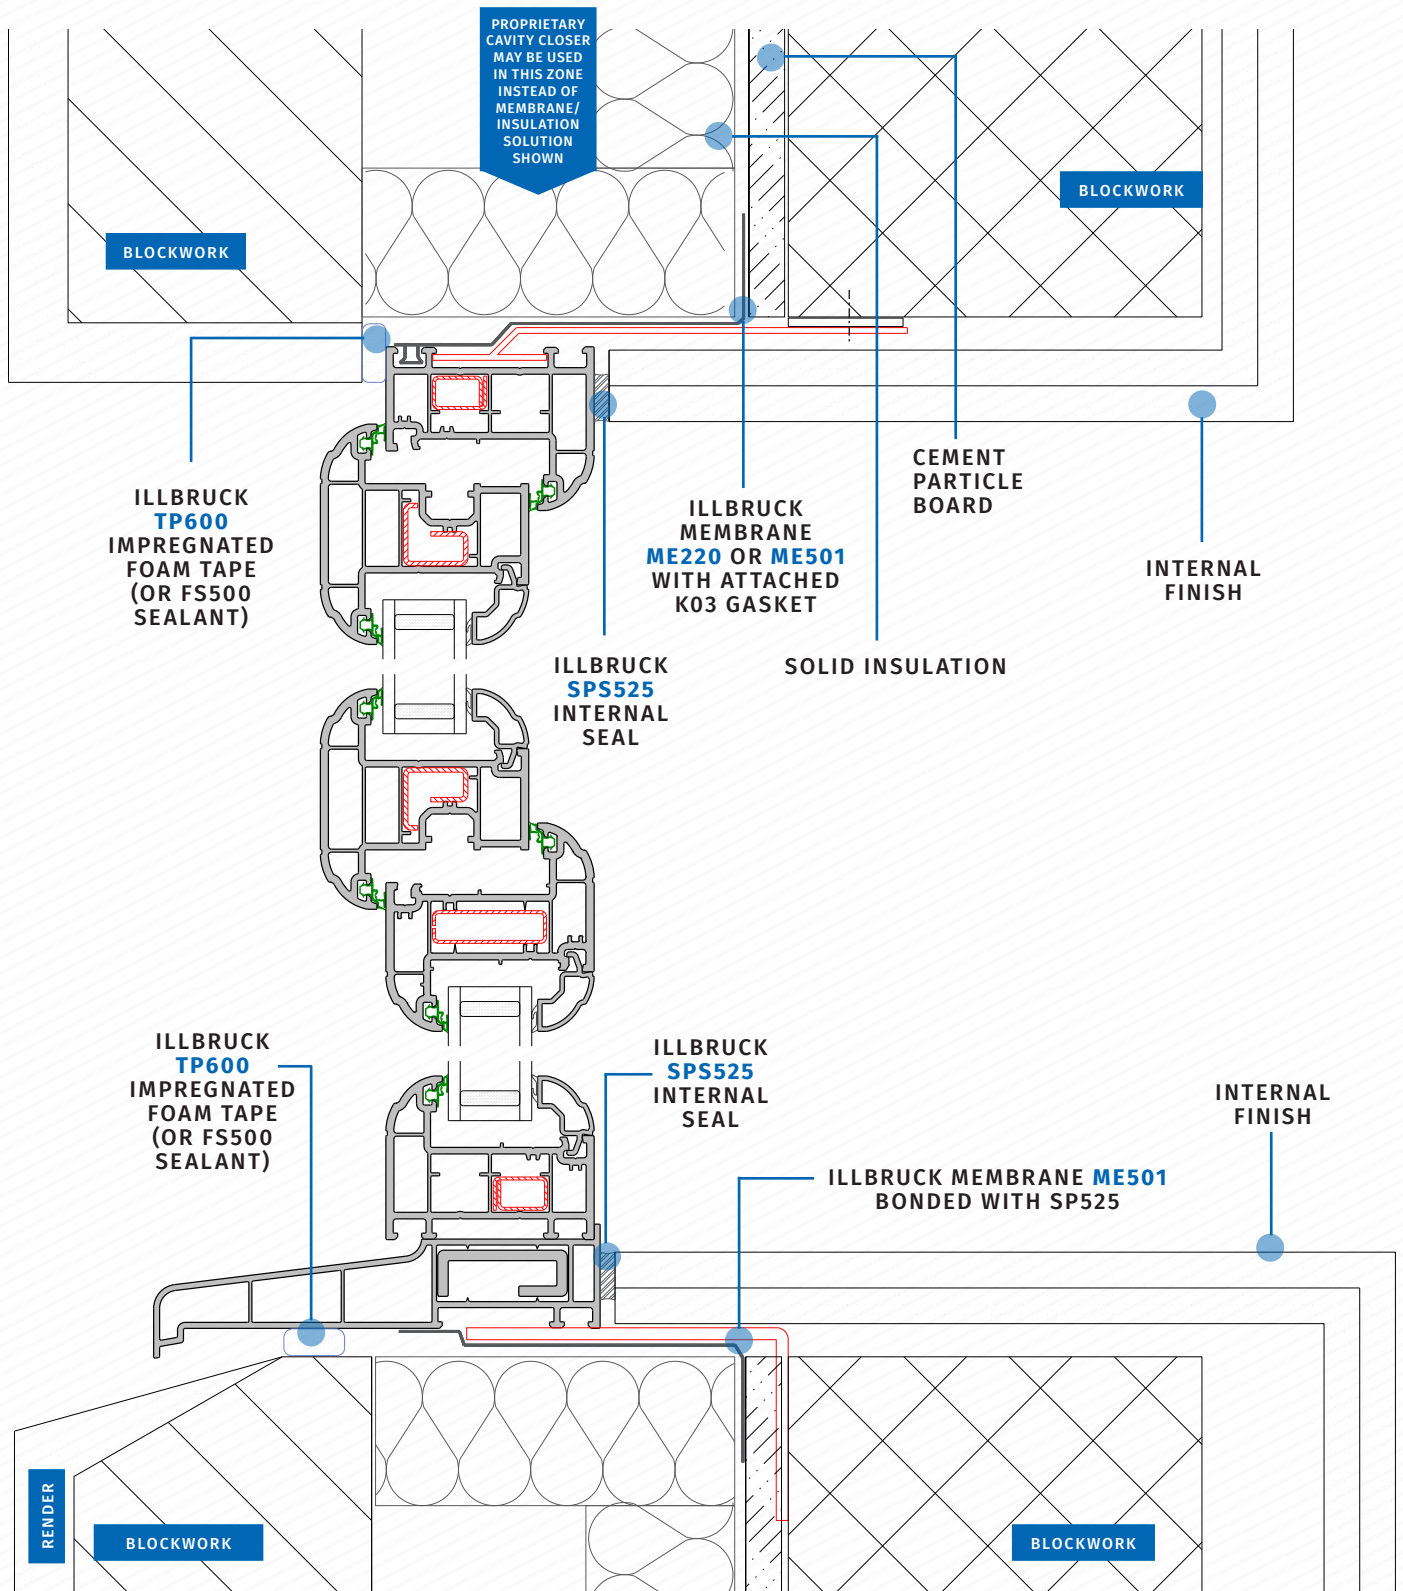 PROPRIETARY
CAVITY CLOSER
MAY BE USED
IN THIS ZONE
INSTEAD OF
MEMBRANE/
INSULATION
SOLUTION
SHOWN
BLOCKWORK
BLOCKWORK
CEMENT
PARTICLE
BOARD
ILLBRUCK
TP600
IMPREGNATED
FOAM TAPE
(OR FS500
SEALANT)
ILLBRUCK
MEMBRANE
ME220 OR ME501
WITH ATTACHED
K03 GASKET
INTERNAL
FINISH
ILLBRUCK
SPS525
INTERNAL
SEAL
SOLID INSULATION
ILLBRUCK
TP600
IMPREGNATED
FOAM TAPE
(OR FS500
SEALANT)
ILLBRUCK
SPS525
INTERNAL
SEAL
INTERNAL
FINISH
ILLBRUCK MEMBRANE ME501
BONDED WITH SP525
RENDER
BLOCKWORK
BLOCKWORK